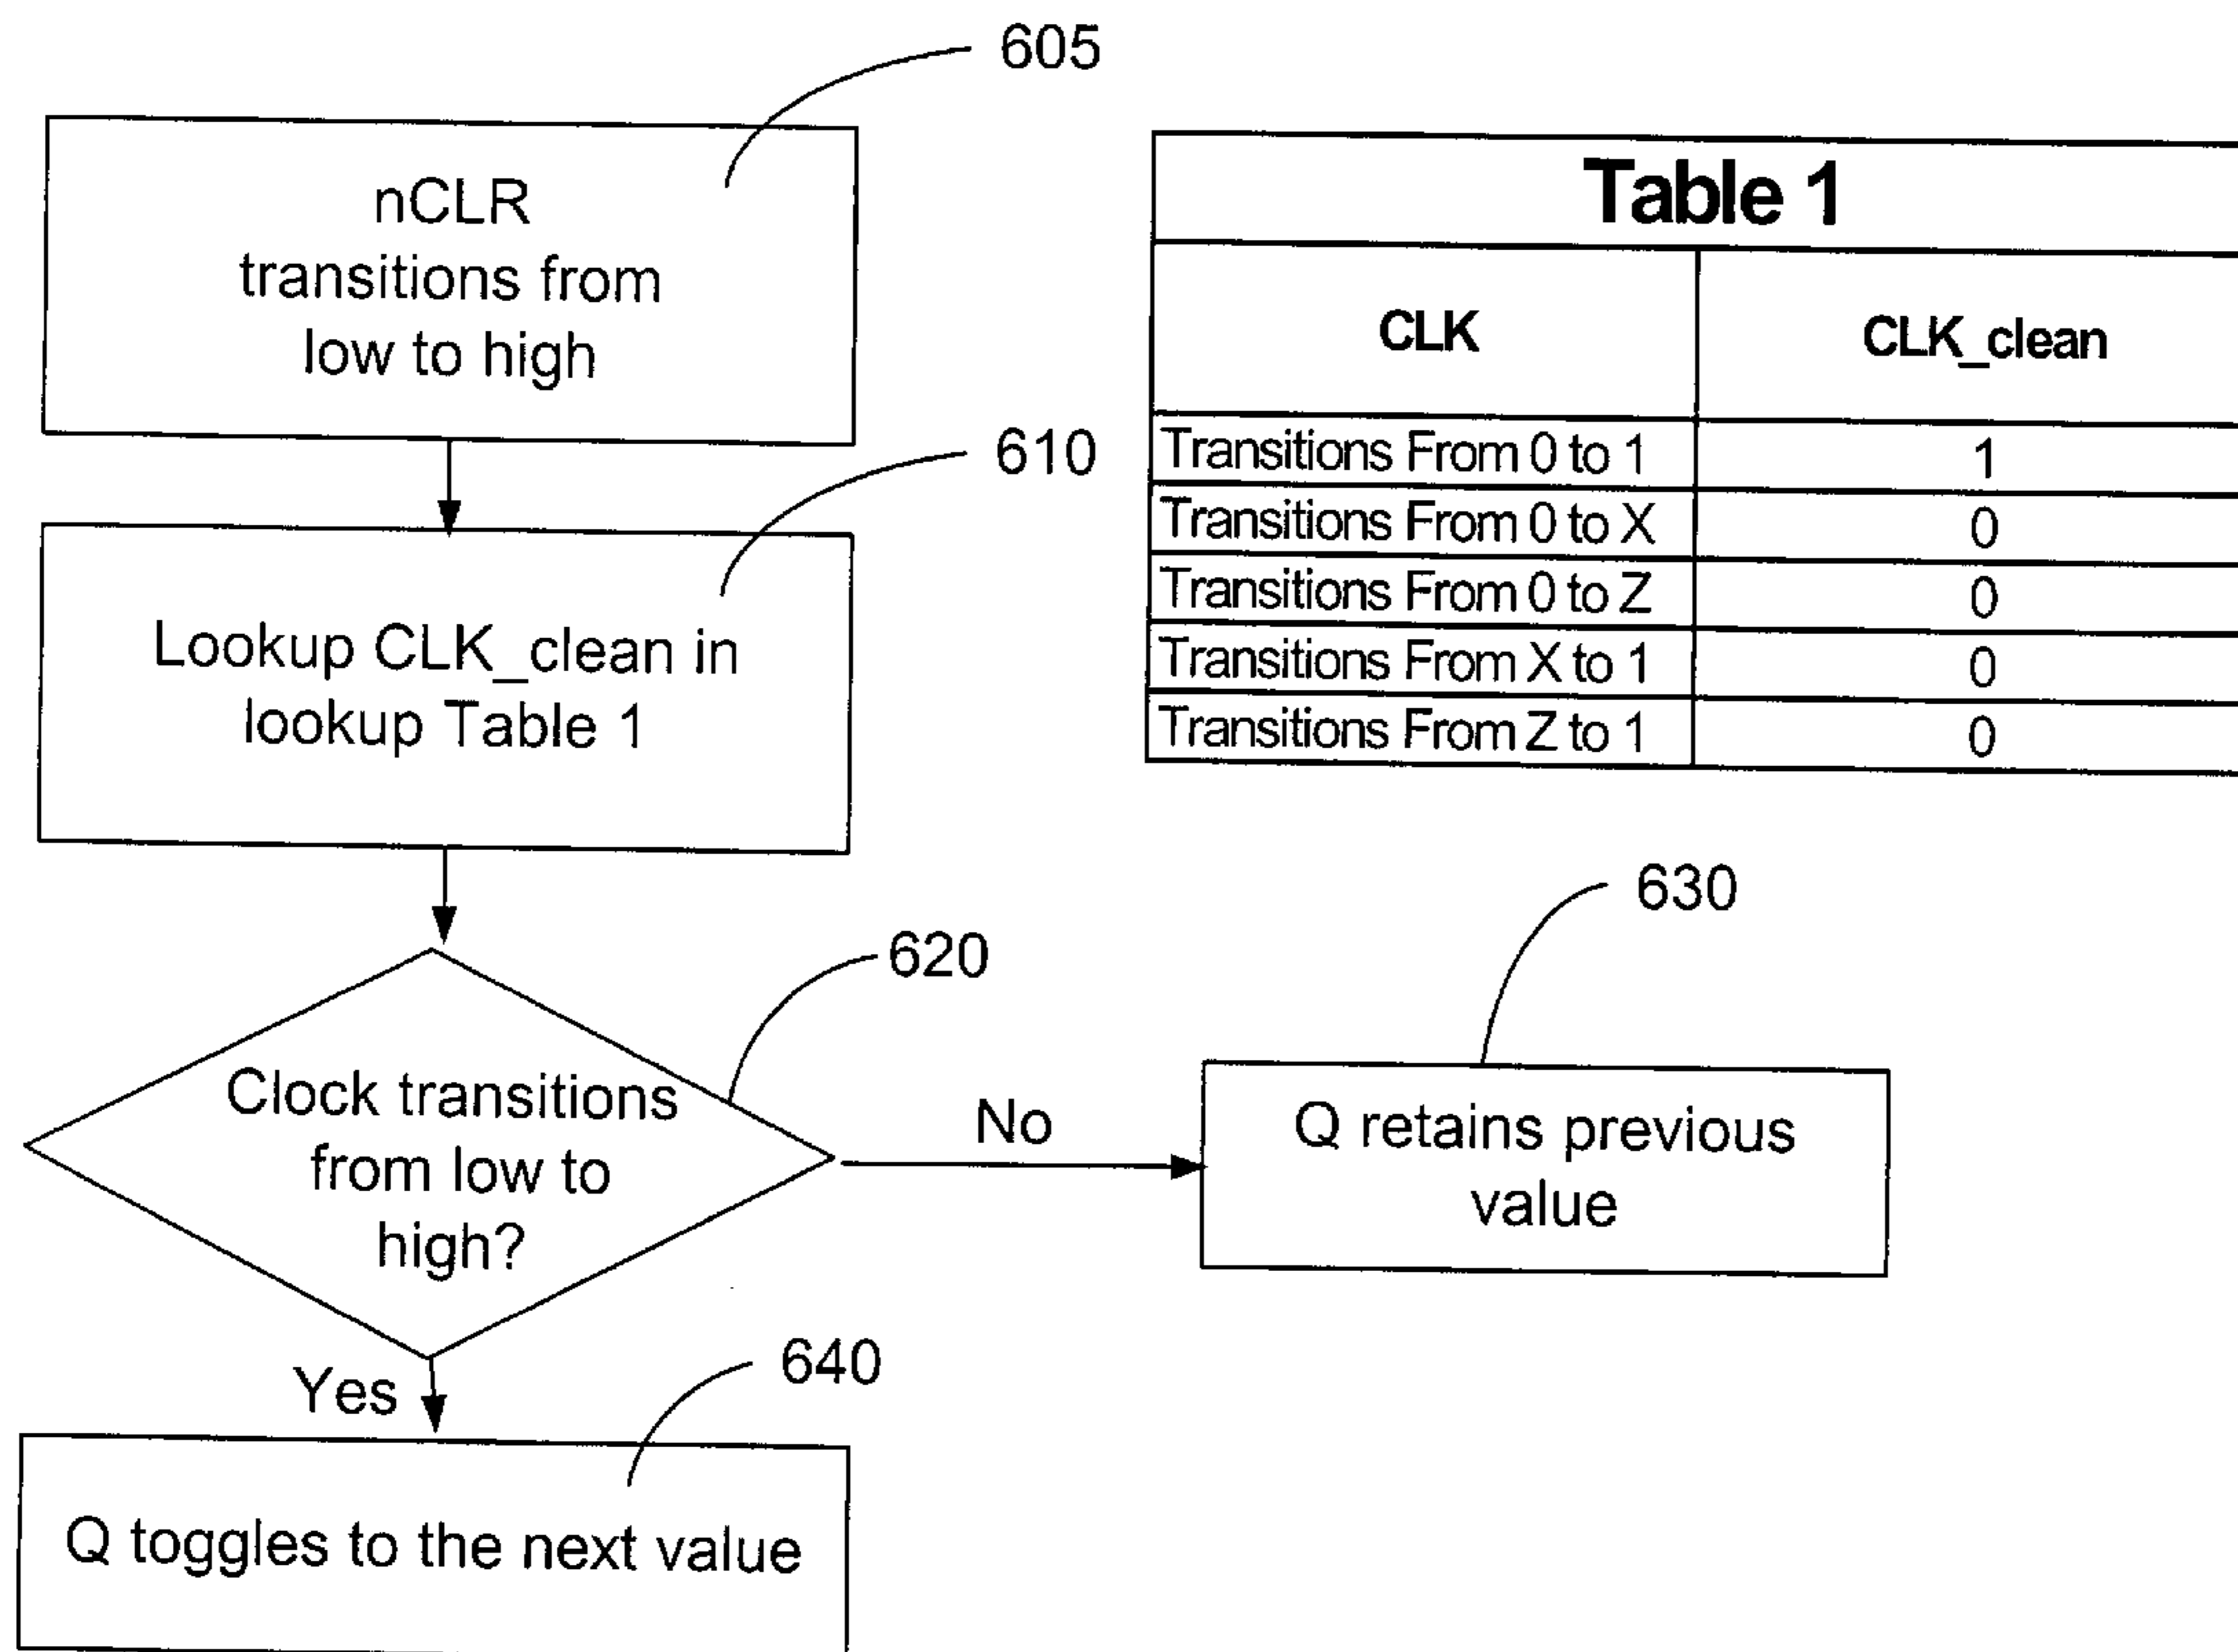 605
nCLR
transitions from
low to high
610
Lookup CLK_clean in
lookup Table 1
620
Clock transitions
from low to
high?
No
630
Q retains previous
value
Yes
640
Q toggles to the next value
Table 1
CLK CLK_clean
Transitions From 0 to 1 1
Transitions From 0 to X 0
Transitions From 0 to Z 0
Transitions From X to 1 0
Transitions From Z to 1 0